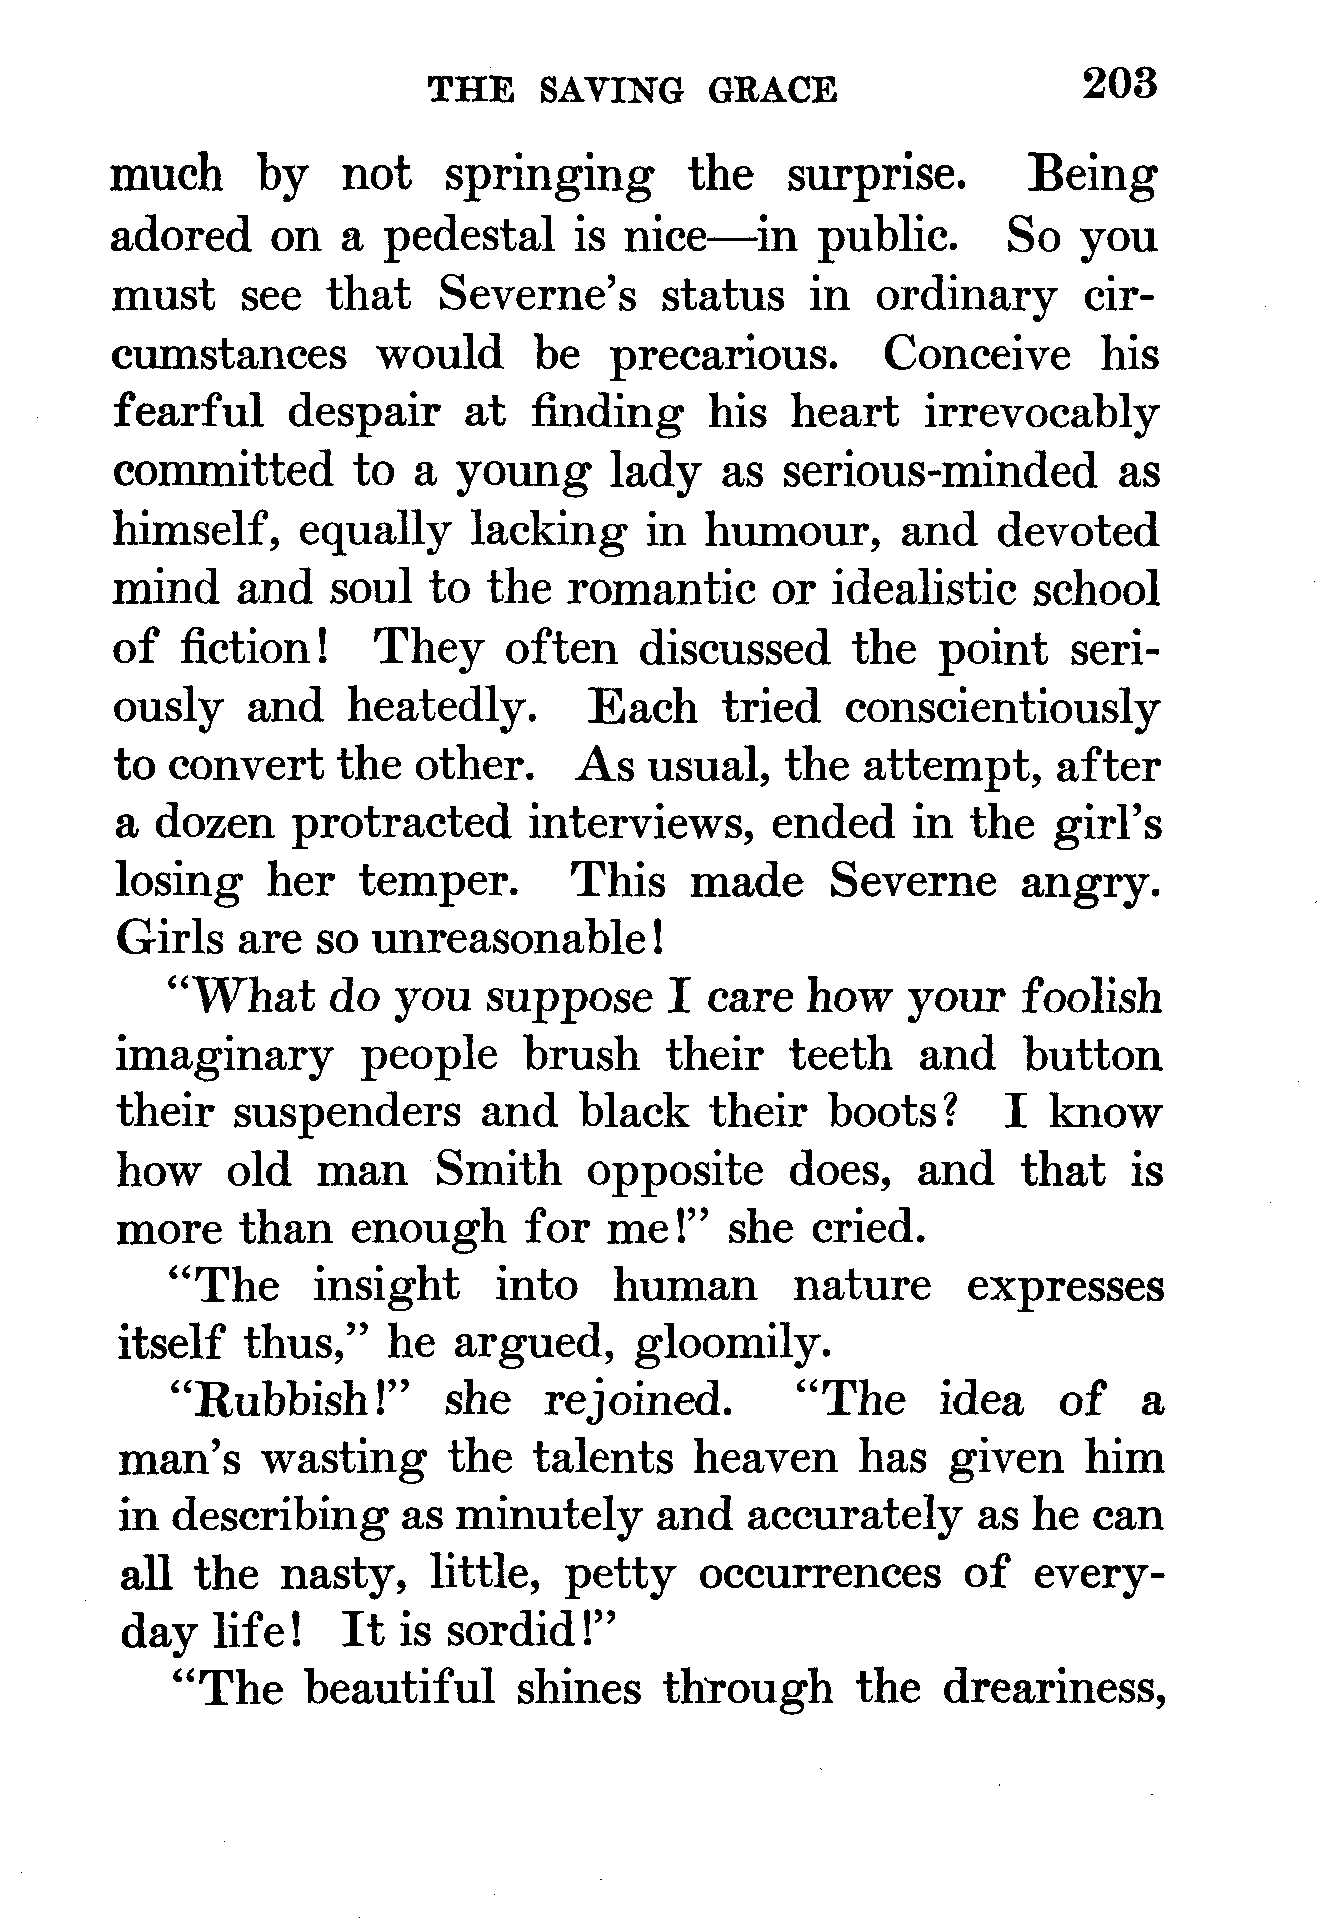 THE SAVING GRACE 203
much by not springing the surprise. Being
adored on a pedestal is nice—in public. So you
must see that Severne's status in ordinary cir-
cumstances would be precarious. Conceive his
fearful despair at finding his heart irrevocably
committed to a young lady as serious-minded as
himself, equally lacking in humour, and devoted
mind and soul to the romantic or idealistic school
of fiction! They often discussed the point seri-
ously and heatedly. Each tried conscientiously
to convert the other. As usual, the attempt, after
a dozen protracted interviews, ended in the girl's
losing her temper. This made Severne angry.
Girls are so unreasonable!
“What do you suppose I care how your foolish
imaginary people brush their teeth and button
their suspenders and black their boots? I know
how old man Smith opposite does, and that is
more than enough for me!” she cried.
“The insight into human nature expresses
itself thus,” he argued, gloomily.
“Rubbish!” she rejoined. “The idea of a
man's wasting the talents heaven has given him
in describing as minutely and accurately as he can
all the nasty, little, petty occurrences of every-
day life! It is sordid!”
“The beautiful shines through the dreariness,